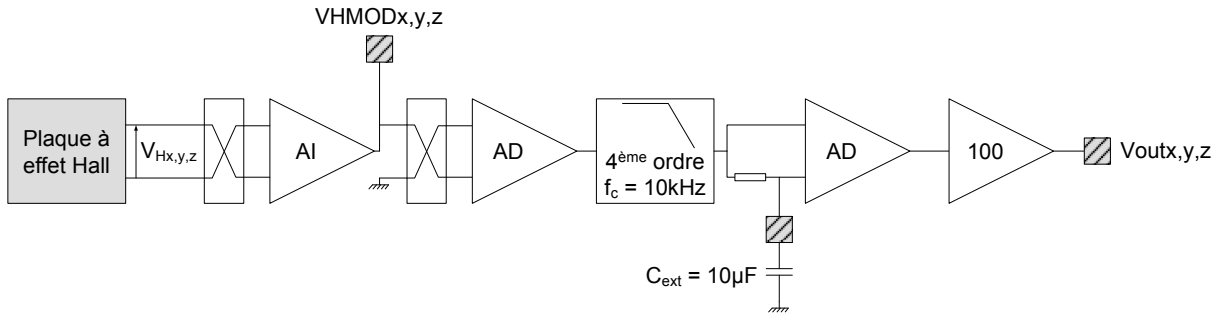 VHMODx,y,z
Plaque à
effet Hall
VHx,y,z
AI
AD
4ème ordre
fc = 10kHz
AD
100
Voutx,y,z
Cext = 10µF